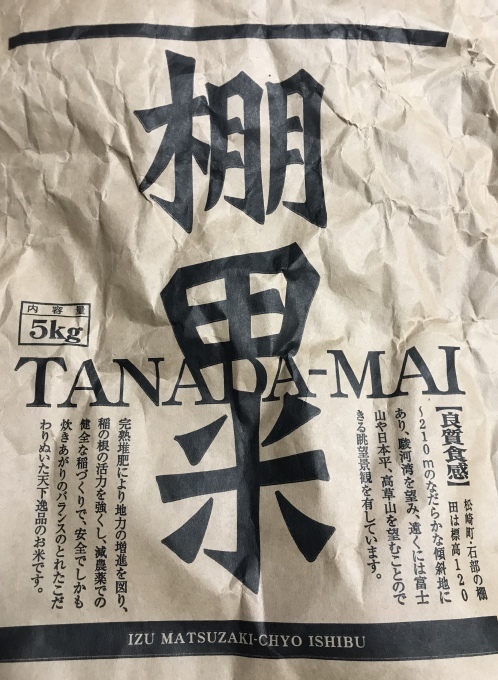 棚
田
米
内容量
5kg
TANADA-MAI
【良質食感】
松崎町・石部の棚
田は標高120
～210mのなだらかな傾斜地に
あり、駿河湾を望み、遠くには富士
山や日本平、高草山を望むことので
きる眺望景観を有しています。
完熟堆肥により地力の増進を図り、
稲の根の活力を強くし、減農薬での
健全な稲づくりで、安全でしかも
炊きあがりのバランスのとれたこだ
わりぬいた天下逸品のお米です。
IZU MATSUZAKI-CHYO ISHIBU